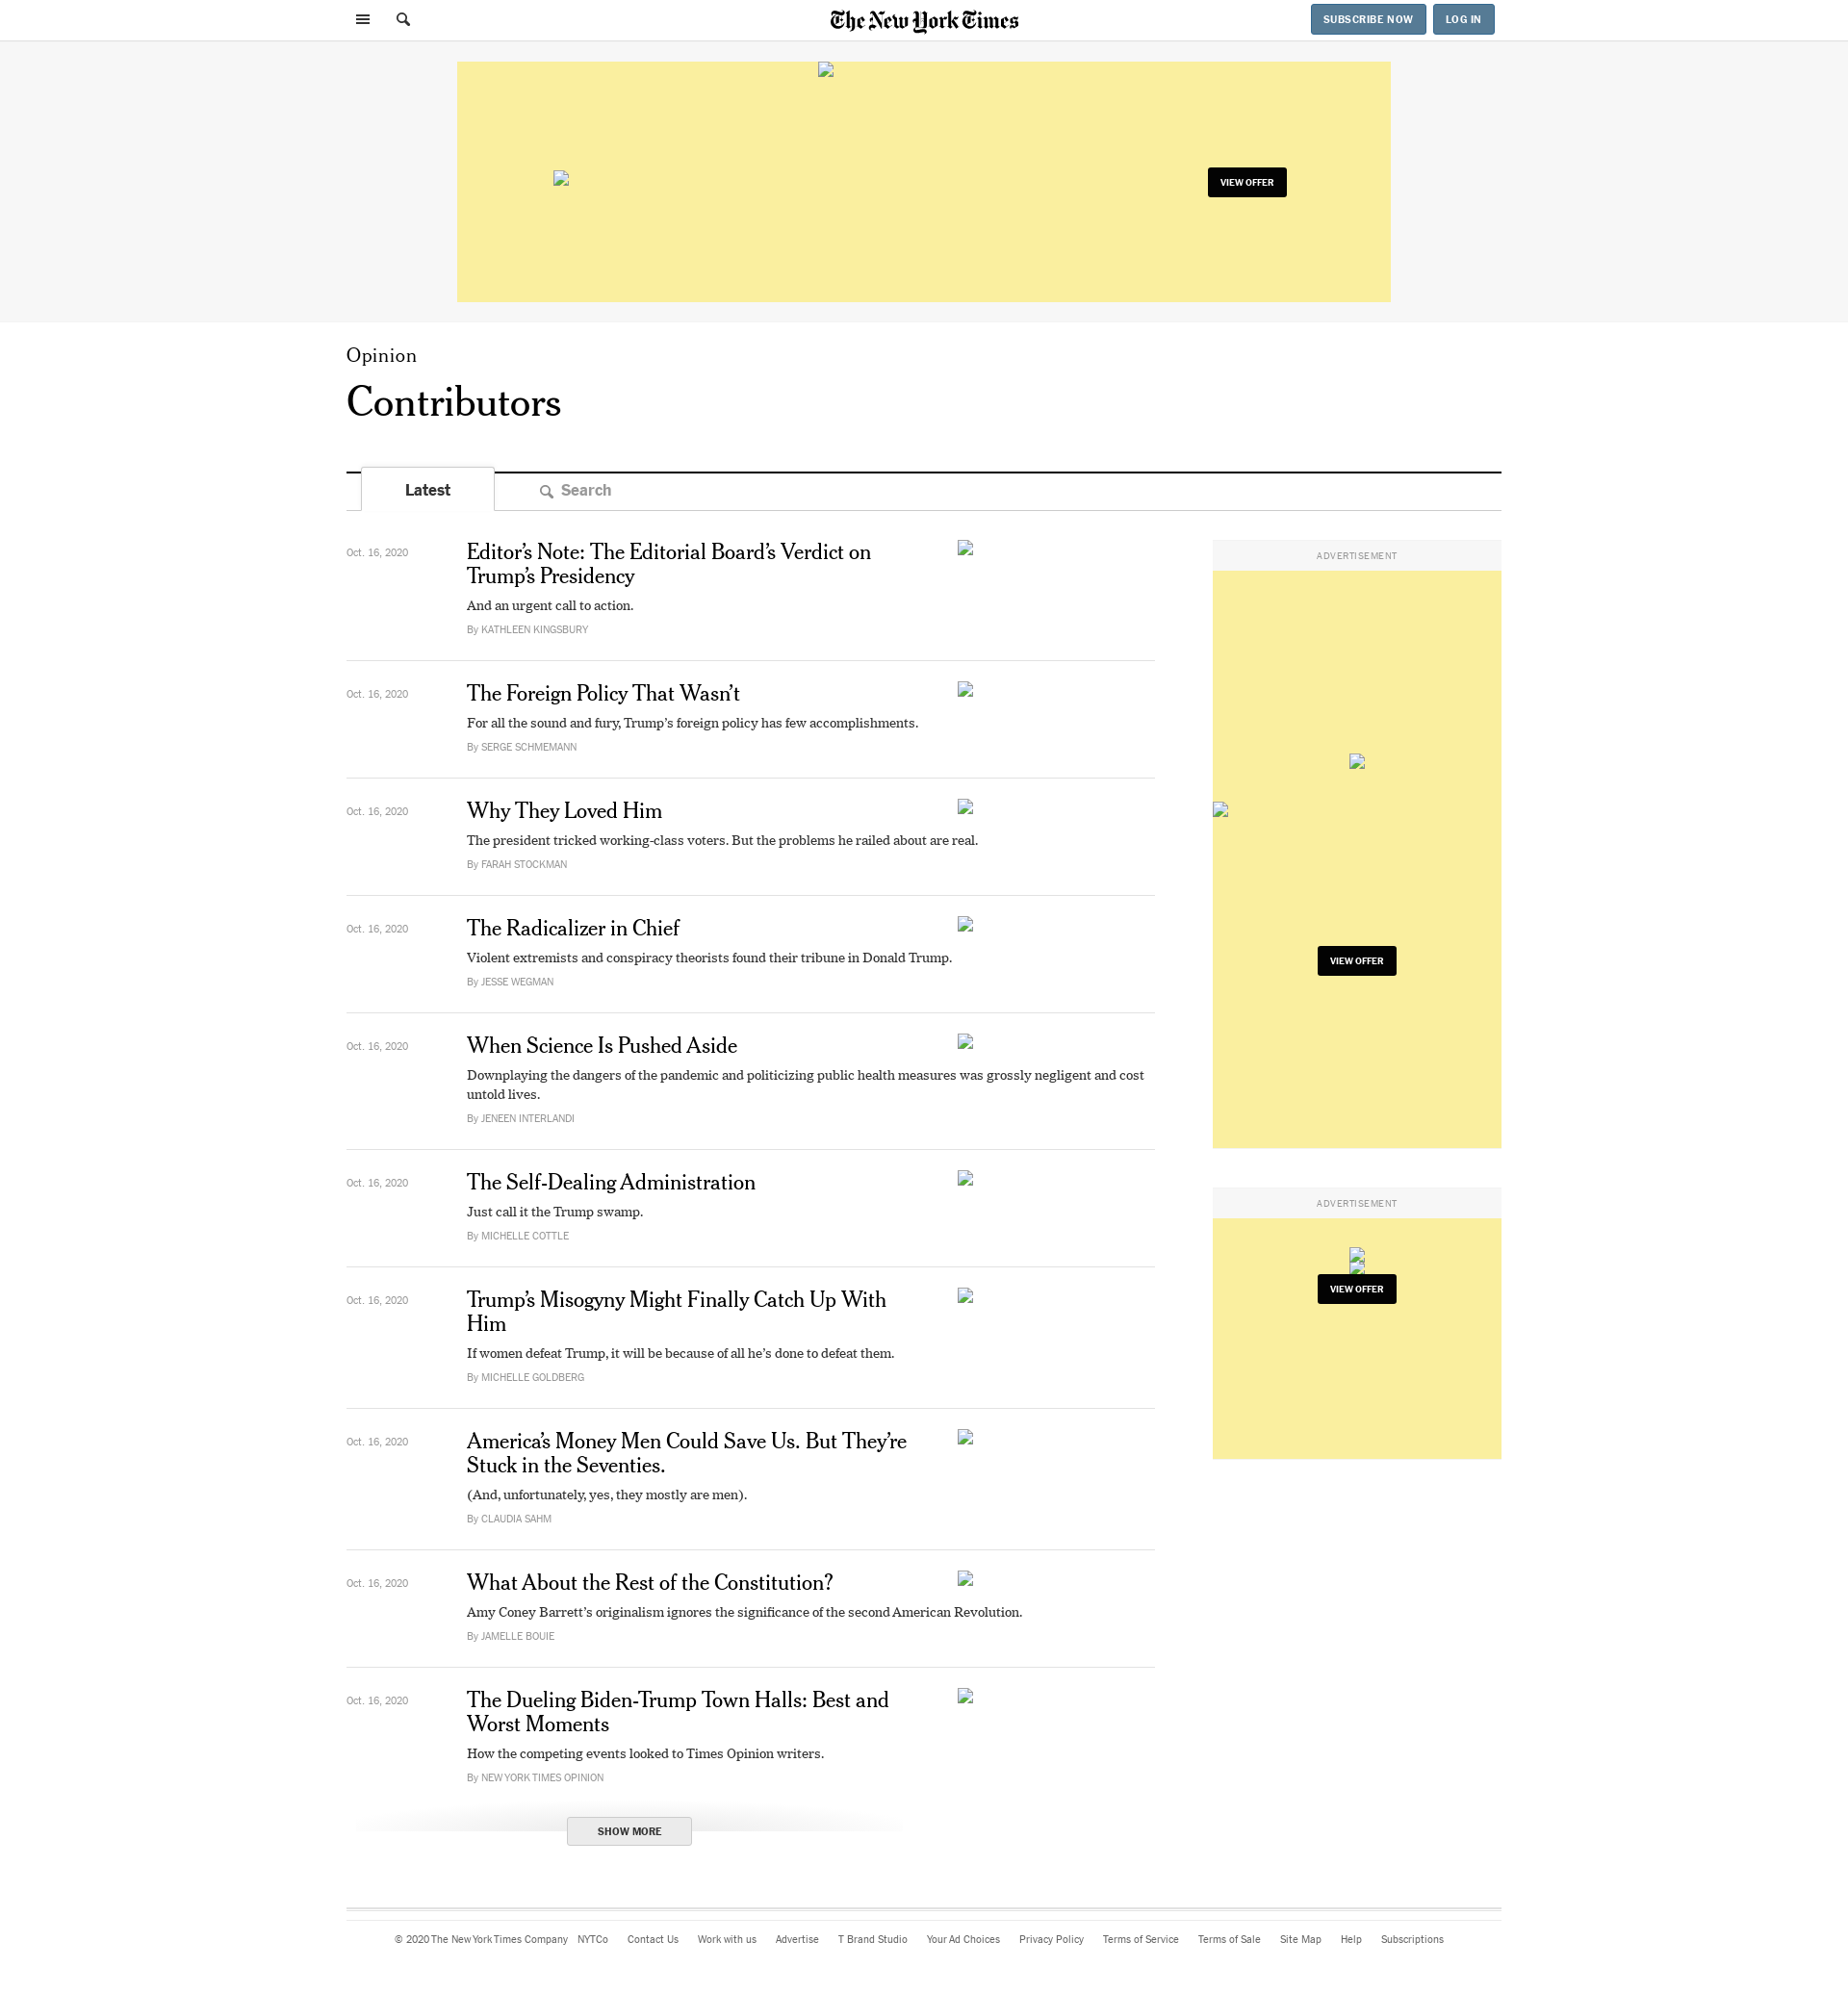 The New York Times
SUBSCRIBE NOW
LOG IN
VIEW OFFER
Opinion
Contributors
Latest
Search
Oct. 16, 2020
Editor’s Note: The Editorial Board’s Verdict on
Trump’s Presidency
And an urgent call to action.
By KATHLEEN KINGSBURY
Oct. 16, 2020
The Foreign Policy That Wasn’t
For all the sound and fury, Trump’s foreign policy has few accomplishments.
By SERGE SCHMEMANN
Oct. 16, 2020
Why They Loved Him
The president tricked working-class voters. But the problems he railed about are real.
By FARAH STOCKMAN
Oct. 16, 2020
The Radicalizer in Chief
Violent extremists and conspiracy theorists found their tribune in Donald Trump.
By JESSE WEGMAN
Oct. 16, 2020
When Science Is Pushed Aside
Downplaying the dangers of the pandemic and politicizing public health measures was grossly negligent and cost
untold lives.
By JENEEN INTERLANDI
Oct. 16, 2020
The Self-Dealing Administration
Just call it the Trump swamp.
By MICHELLE COTTLE
Oct. 16, 2020
Trump’s Misogyny Might Finally Catch Up With
Him
If women defeat Trump, it will be because of all he’s done to defeat them.
By MICHELLE GOLDBERG
Oct. 16, 2020
America’s Money Men Could Save Us. But They’re
Stuck in the Seventies.
(And, unfortunately, yes, they mostly are men).
By CLAUDIA SAHM
Oct. 16, 2020
What About the Rest of the Constitution?
Amy Coney Barrett’s originalism ignores the significance of the second American Revolution.
By JAMELLE BOUIE
Oct. 16, 2020
The Dueling Biden-Trump Town Halls: Best and
Worst Moments
How the competing events looked to Times Opinion writers.
By NEW YORK TIMES OPINION
SHOW MORE
ADVERTISEMENT
VIEW OFFER
ADVERTISEMENT
VIEW OFFER
© 2020 The New York Times Company NYTCo Contact Us Work with us Advertise T Brand Studio Your Ad Choices Privacy Policy Terms of Service Terms of Sale Site Map Help Subscriptions